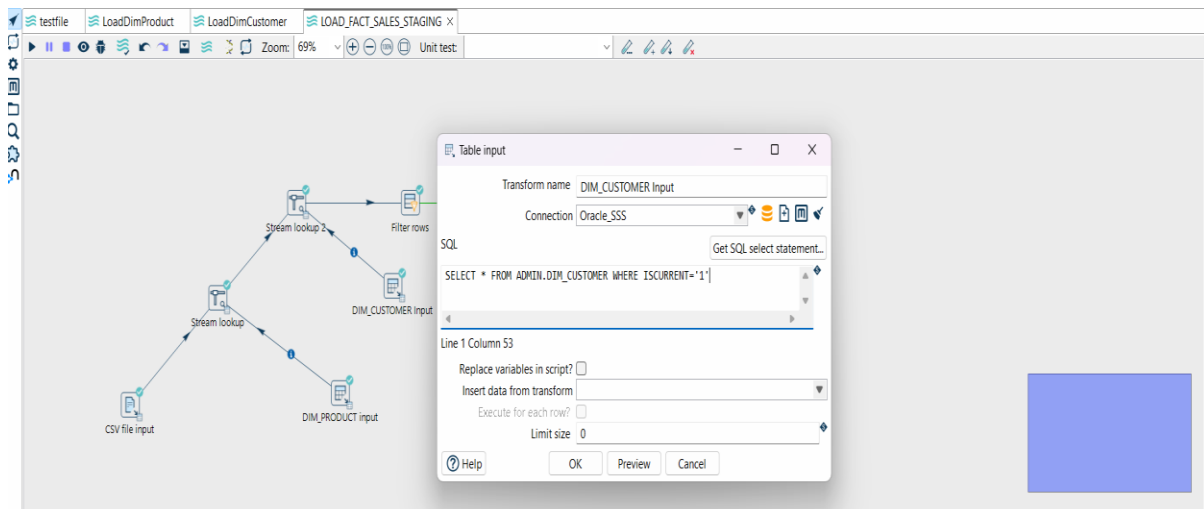 testfile
LoadDimProduct
LoadDimCustomer
LOAD_FACT_SALES_STAGING ×
Zoom: 69%
100%
Unit test:
Table input
Transform name DIM_CUSTOMER Input
Connection Oracle_SSS
SQL
Get SQL select statement...
SELECT * FROM ADMIN.DIM_CUSTOMER WHERE ISCURRENT='1'
Line 1 Column 53
Replace variables in script?
Insert data from transform
Execute for each row?
Limit size 0
Help
OK
Preview
Cancel
Stream lookup 2
Filter rows
DIM_CUSTOMER Input
Stream lookup
DIM_PRODUCT input
CSV file input